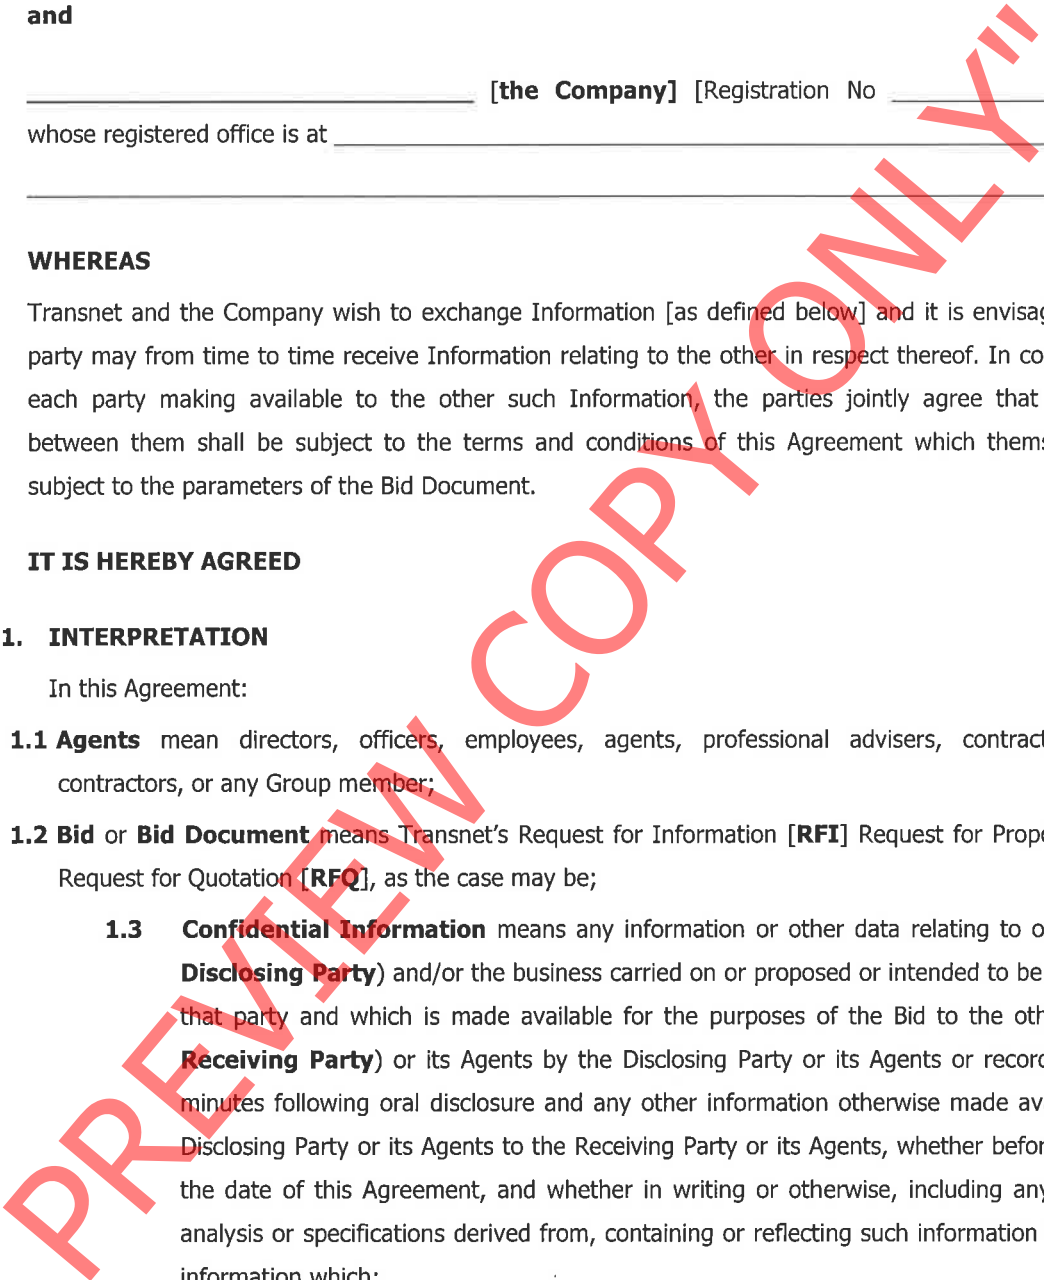 and
[the Company] [Registration No
whose registered office is at
WHEREAS
Transnet and the Company wish to exchange Information [as defined below] and it is envisag
party may from time to time receive Information relating to the other in respect thereof. In co
each party making available to the other such Information, the parties jointly agree that
between them shall be subject to the terms and conditions of this Agreement which thems
subject to the parameters of the Bid Document.
IT IS HEREBY AGREED
1. INTERPRETATION
In this Agreement:
1.1 Agents mean directors, officers, employees, agents, professional advisers, contract
contractors, or any Group member;
1.2 Bid or Bid Document means Transnet's Request for Information [RFI] Request for Prope
Request for Quotation [RFQ], as the case may be;
1.3 Confidential Information means any information or other data relating to o
Disclosing Party) and/or the business carried on or proposed or intended to be
that party and which is made available for the purposes of the Bid to the oth
Receiving Party) or its Agents by the Disclosing Party or its Agents or record
minutes following oral disclosure and any other information otherwise made av
Disclosing Party or its Agents to the Receiving Party or its Agents, whether befor
the date of this Agreement, and whether in writing or otherwise, including any
analysis or specifications derived from, containing or reflecting such information
information which:
PREVIEW COPY ONLY"